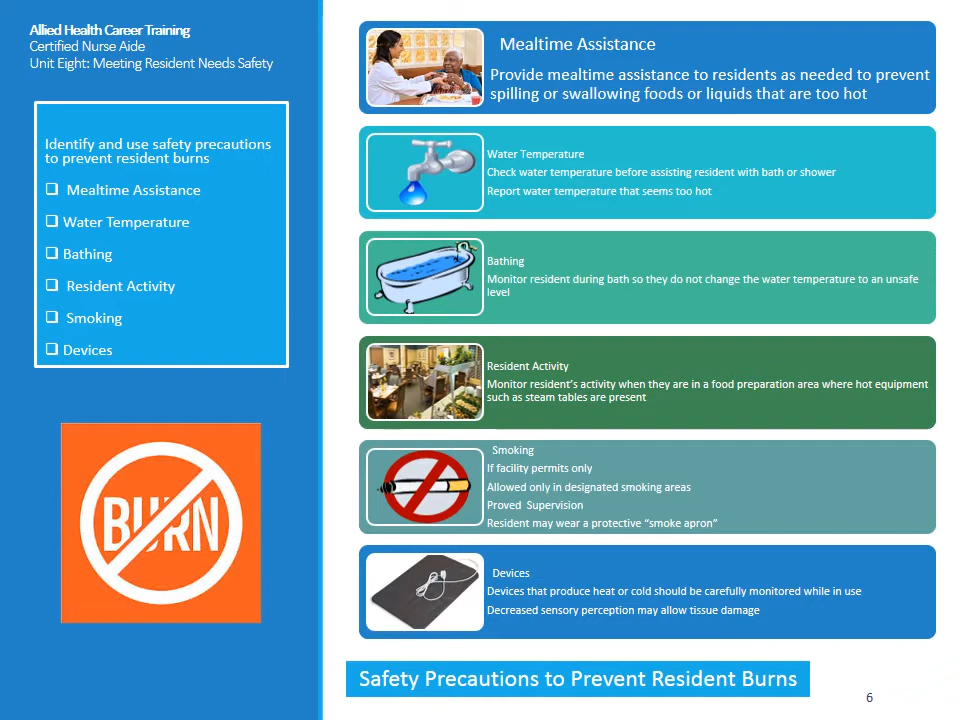 Allied Health Career Training
Certified Nurse Aide
Unit Eight: Meeting Resident Needs Safety
Identify and use safety precautions
to prevent resident burns
❑ Mealtime Assistance
❑ Water Temperature
❑ Bathing
❑ Resident Activity
❑ Smoking
❑ Devices
BURN
Mealtime Assistance
Provide mealtime assistance to residents as needed to prevent
spilling or swallowing foods or liquids that are too hot
Water Temperature
Check water temperature before assisting resident with bath or shower
Report water temperature that seems too hot
Bathing
Monitor resident during bath so they do not change the water temperature to an unsafe
level
Resident Activity
Monitor resident’s activity when they are in a food preparation area where hot equipment
such as steam tables are present
Smoking
If facility permits only
Allowed only in designated smoking areas
Proved Supervision
Resident may wear a protective “smoke apron”
Devices
Devices that produce heat or cold should be carefully monitored while in use
Decreased sensory perception may allow tissue damage
Safety Precautions to Prevent Resident Burns
6